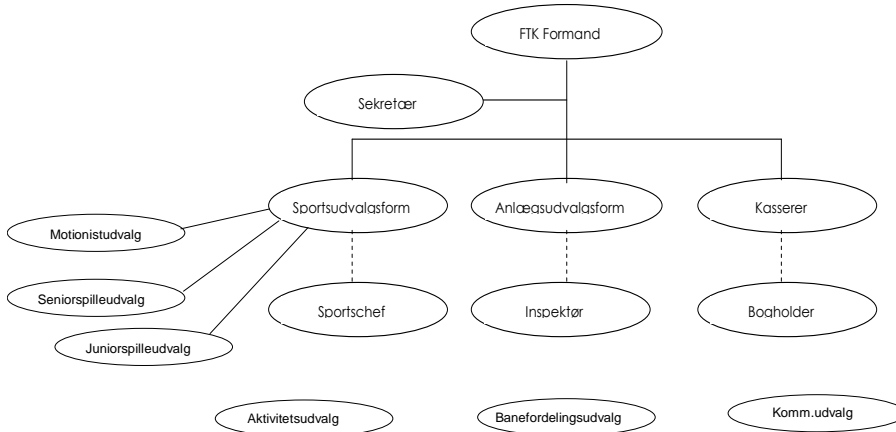 FTK Formand
Sekretær
Sportsudvalgsform
Anlægsudvalgsform
Kasserer
Motionistudvalg
Seniorspilleudvalg
Juniorspilleudvalg
Sportschef
Inspektør
Bogholder
Aktivitetsudvalg
Banefordelingsudvalg
Komm.udvalg